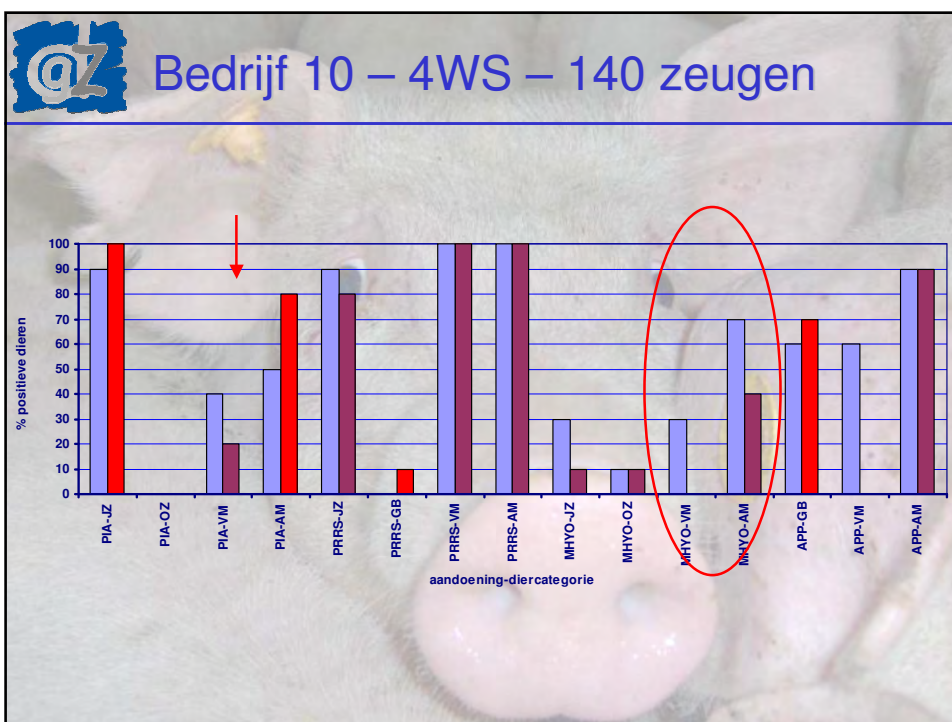 @Z
Bedrijf 10 – 4WS – 140 zeugen
% positieve dieren
100
90
80
70
60
50
40
30
20
10
0
PIA-JZ
PIA-OZ
PIA-VM
PIA-AM
PRRS-JZ
PRRS-GB
PRRS-VM
PRRS-AM
MHYO-JZ
MHYO-OZ
MHYO-VM
MHYO-AM
APP-GB
APP-VM
APP-AM
aandoening-diercategorie